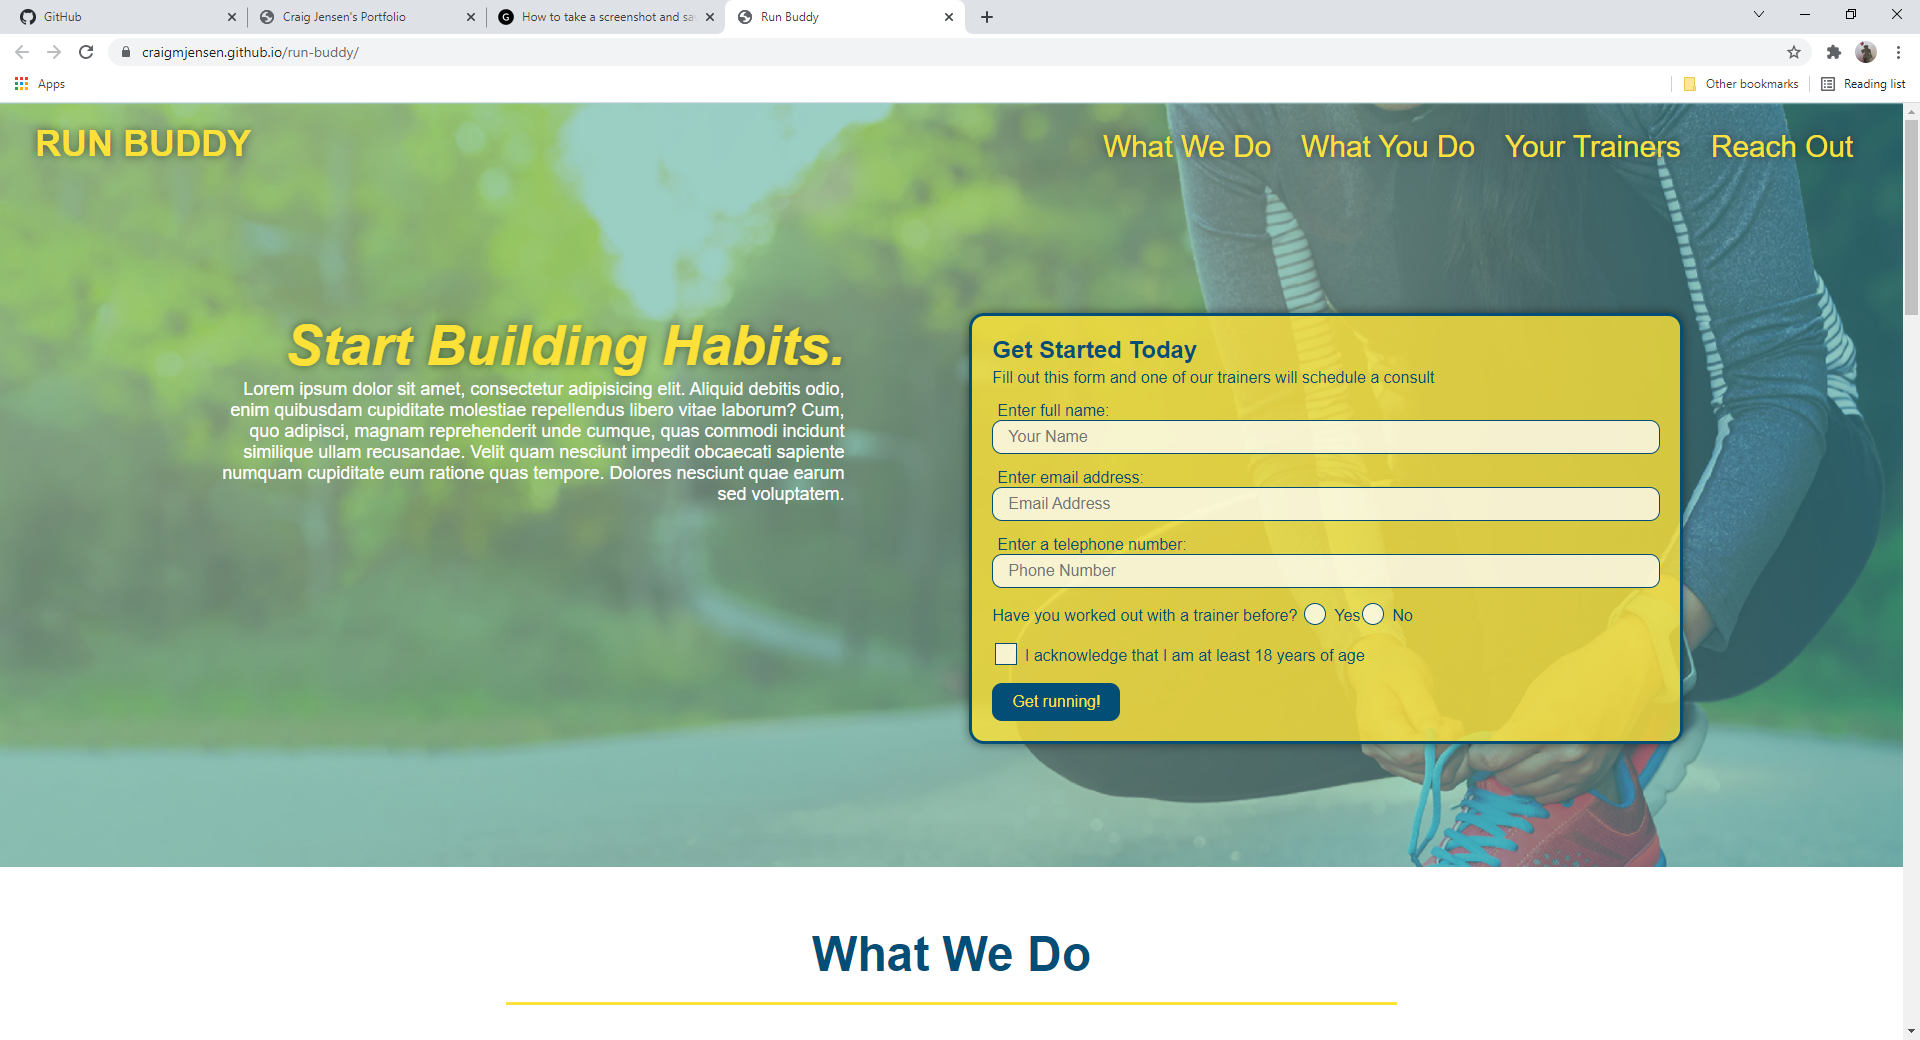 GitHub
Craig Jensen's Portfolio
How to take a screenshot and sa
Run Buddy
craigmjensen.github.io/run-buddy/
Apps
Other bookmarks
Reading list
RUN BUDDY
What We Do
What You Do
Your Trainers
Reach Out
Start Building Habits.
Lorem ipsum dolor sit amet, consectetur adipisicing elit. Aliquid debitis odio,
enim quibusdam cupiditate molestiae repellendus libero vitae laborum? Cum,
quo adipisci, magnam reprehenderit unde cumque, quas commodi incidunt
similique ullam recusandae. Velit quam nesciunt impedit obcaecati sapiente
numquam cupiditate eum ratione quas tempore. Dolores nesciunt quae earum
sed voluptatem.
Get Started Today
Fill out this form and one of our trainers will schedule a consult
Enter full name:
Your Name
Enter email address:
Email Address
Enter a telephone number:
Phone Number
Have you worked out with a trainer before? Yes No
I acknowledge that I am at least 18 years of age
Get running!
What We Do